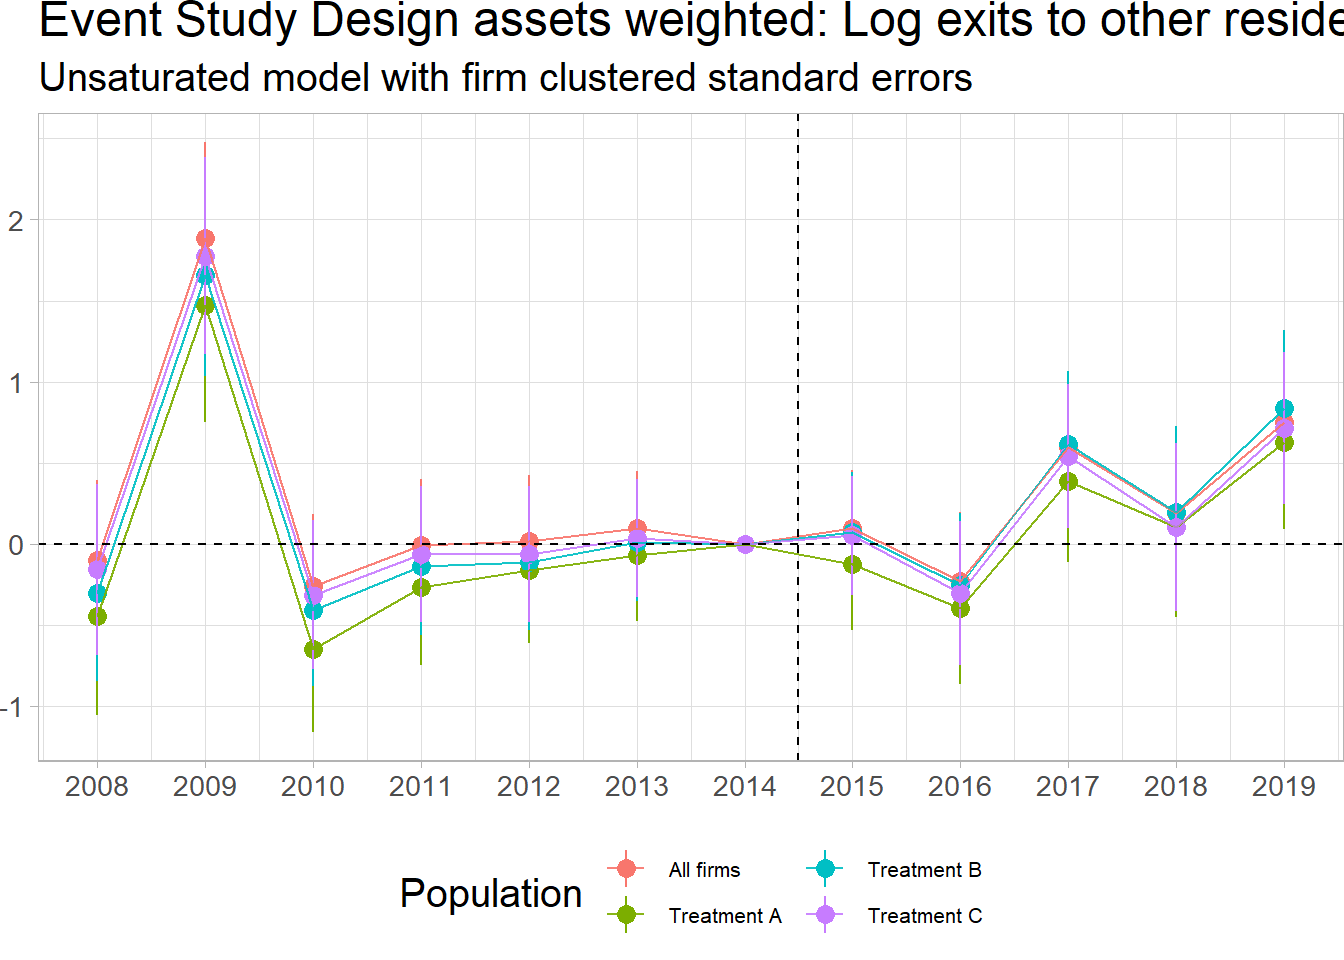 Event Study Design assets weighted: Log exits to other reside
Unsaturated model with firm clustered standard errors
2
1
0
-1
2008 2009 2010 2011 2012 2013 2014 2015 2016 2017 2018 2019
Population
All firms
Treatment A
Treatment B
Treatment C